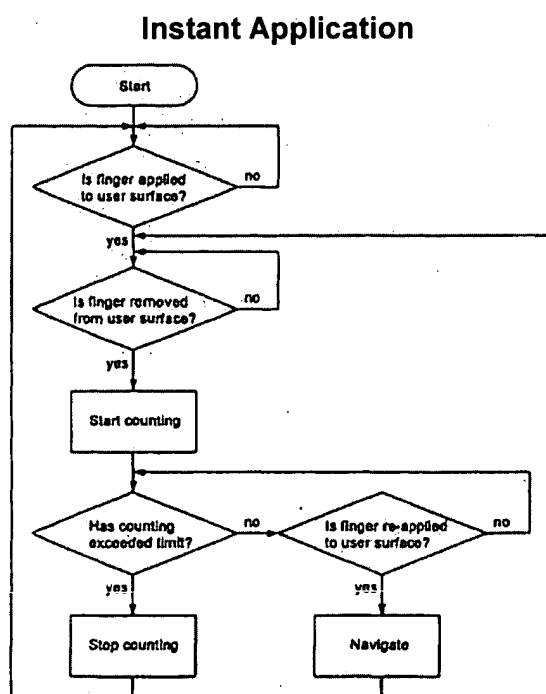 Instant Application
Start
Is finger applied
to user surface?
no
yes
Is finger removed
from user surface?
no
yes
Start counting
Has counting
exceeded limit?
no
Is finger re-applied
to user surface?
no
yes
yes
Stop counting
Navigate